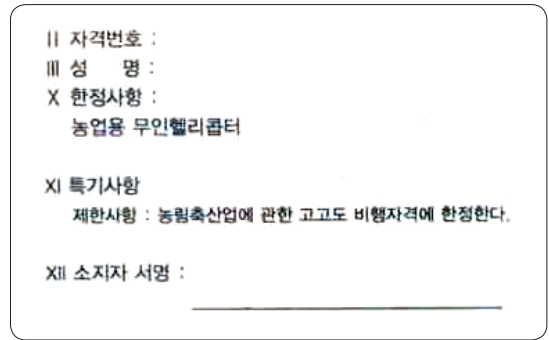 II 자격번호 :
III 성 명 :
X 한정사항 :
농업용 무인헬리콥터
XI 특기사항
제한사항 : 농림축산업에 관한 고고도 비행자격에 한정한다.
XII 소지자 서명 :